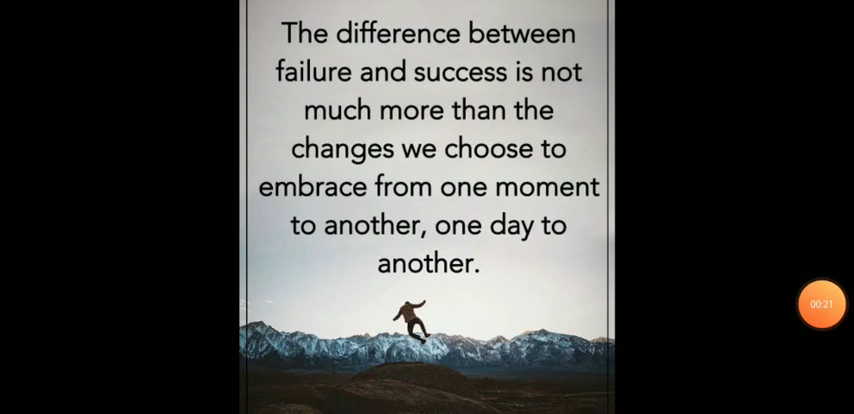 The difference between
failure and success is not
much more than the
changes we choose to
embrace from one moment
to another, one day to
another.
00:21